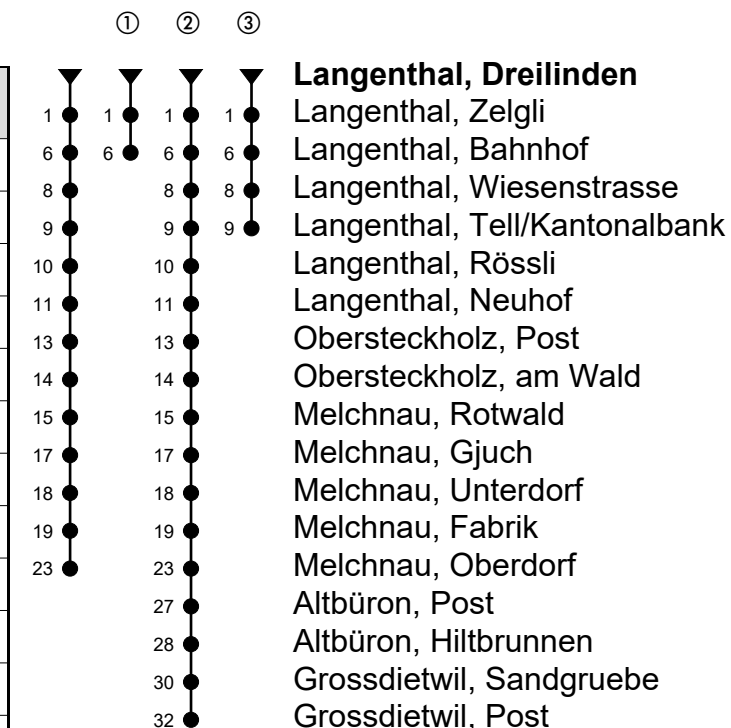 ① ② ③
Langenthal, Dreilinden
1 1 1 1 Langenthal, Zelgli
6 6 6 6 Langenthal, Bahnhof
8 8 8 Langenthal, Wiesenstrasse
9 9 9 Langenthal, Tell/Kantonalbank
10 10 Langenthal, Rössli
11 11 Langenthal, Neuhof
13 13 Obersteckholz, Post
14 14 Obersteckholz, am Wald
15 15 Melchnau, Rotwald
17 17 Melchnau, Gjuch
18 18 Melchnau, Unterdorf
19 19 Melchnau, Fabrik
23 23 Melchnau, Oberdorf
27 Altbüron, Post
28 Altbüron, Hiltbrunnen
30 Grossdietwil, Sandgruebe
32 Grossdietwil, Post